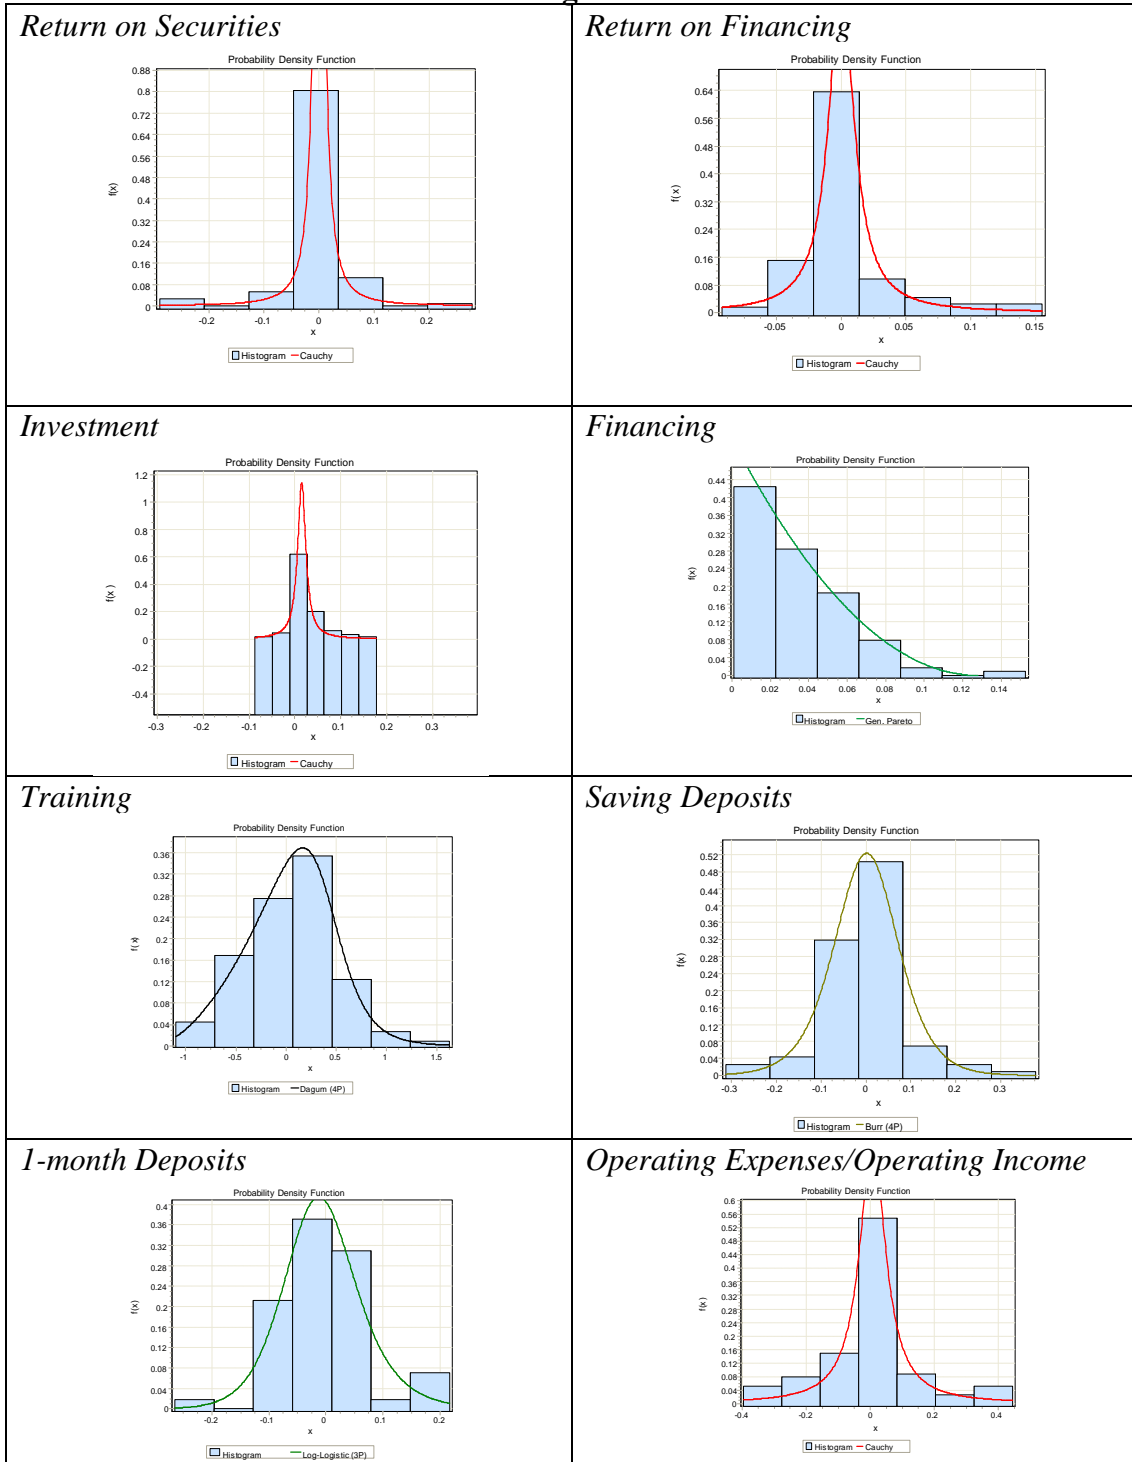 g
Return on Securities
Probability Density Function
0.88
0.8
0.72
0.64
0.56
0.48
0.4
0.32
0.24
0.16
0.08
0
f(x)
-0.2 -0.1 0 0.1 0.2
x
Histogram Cauchy
Return on Financing
Probability Density Function
0.64
0.56
0.48
0.4
0.32
0.24
0.16
0.08
0
f(x)
-0.05 0 0.05 0.1 0.15
x
Histogram Cauchy
Investment
Probability Density Function
1.2
1
0.8
0.6
0.4
0.2
0
-0.2
-0.4
f(x)
-0.3 -0.2 -0.1 0 0.1 0.2 0.3
x
Histogram Cauchy
Financing
Probability Density Function
0.44
0.4
0.36
0.32
0.28
0.24
0.2
0.16
0.12
0.08
0.04
0
f(x)
0 0.02 0.04 0.06 0.08 0.1 0.12 0.14
x
Histogram Gen. Pareto
Training
Probability Density Function
0.36
0.32
0.28
0.24
0.2
0.16
0.12
0.08
0.04
0
f(x)
-1 -0.5 0 0.5 1 1.5
x
Histogram Dagum (4P)
Saving Deposits
Probability Density Function
0.52
0.48
0.44
0.4
0.36
0.32
0.28
0.24
0.2
0.16
0.12
0.08
0.04
0
f(x)
-0.3 -0.2 -0.1 0 0.1 0.2 0.3
x
Histogram Burr (4P)
1-month Deposits
Probability Density Function
0.4
0.36
0.32
0.28
0.24
0.2
0.16
0.12
0.08
0.04
0
f(x)
-0.2 -0.1 0 0.1 0.2
x
Histogram Log-Logistic (3P)
Operating Expenses/Operating Income
Probability Density Function
0.6
0.56
0.52
0.48
0.44
0.4
0.36
0.32
0.28
0.24
0.2
0.16
0.12
0.08
0.04
0
f(x)
-0.4 -0.2 0 0.2 0.4
x
Histogram Cauchy